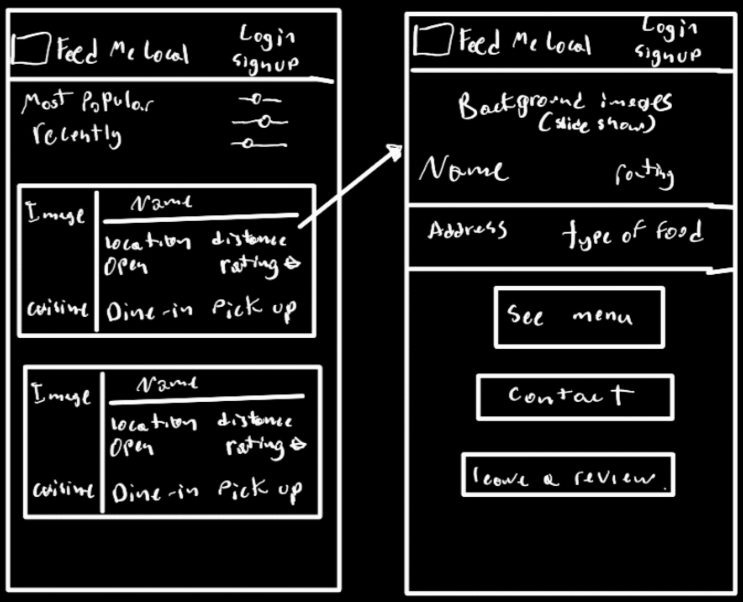 Feed Me Local
Login
signup
Most Popular
recently
Image
Name
location distance
Open rating
cuisine
Dine-in Pick up
Image
Name
location distance
Open rating
cuisine
Dine-in Pick up
Feed Me Local
Login
signup
Background images
(slide show)
Name rating
Address type of food
See menu
Contact
leave a review.